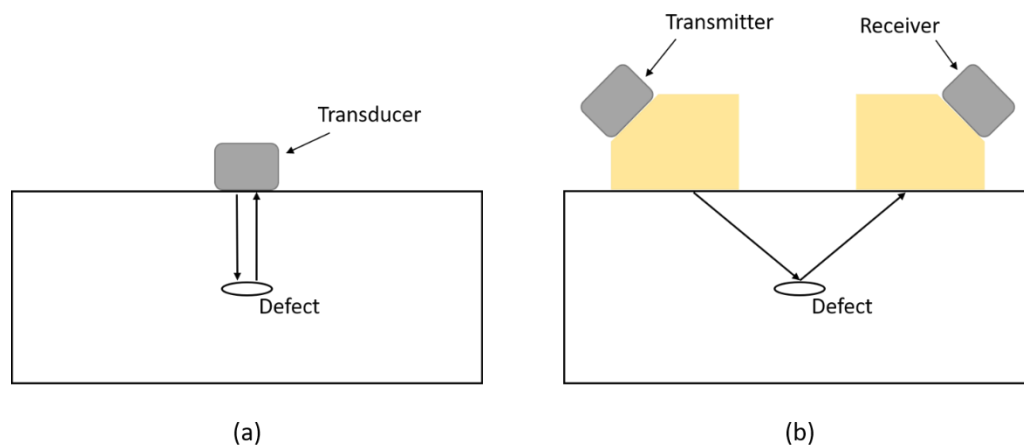 Transducer
Defect
(a)
Transmitter
Receiver
Defect
(b)